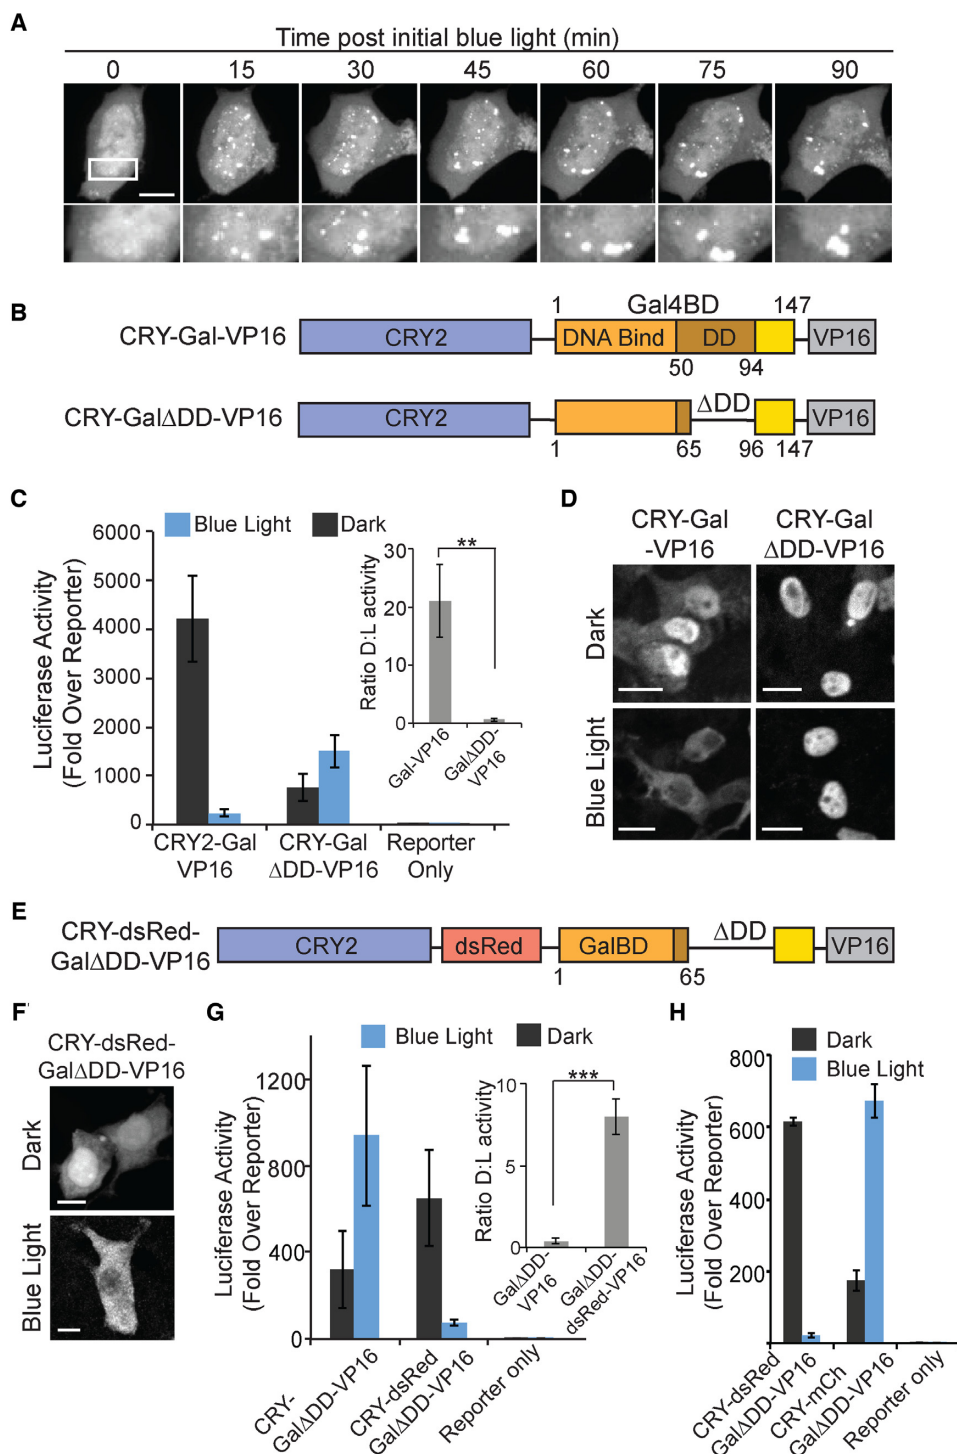 A
Time post initial blue light (min)
0 15 30 45 60 75 90
B
1 Gal4BD 147
CRY-Gal-VP16 CRY2 DNA Bind DD VP16
50 94
CRY-GalΔDD-VP16 CRY2 ΔDD VP16
1 65 96 147
C
Blue Light Dark
Luciferase Activity
(Fold Over Reporter)
6000
5000
4000
3000
2000
1000
0
CRY2-Gal
VP16
CRY-Gal
ΔDD-VP16
Reporter
Only
Ratio D:L activity
30
20
10
0
**
Gal-VP16
GalΔDD-
VP16
D
CRY-Gal
-VP16
CRY-Gal
ΔDD-VP16
Dark
Blue Light
E
CRY-dsRed-
GalΔDD-VP16
CRY2 dsRed GalBD ΔDD VP16
1 65
F
CRY-dsRed-
GalΔDD-VP16
Dark
Blue Light
G
Blue Light Dark
Luciferase Activity
(Fold Over Reporter)
1200
800
400
0
CRY-
GalΔDD-VP16
CRY-dsRed
GalΔDD-VP16
Reporter only
Ratio D:L activity
10
5
0
***
GalΔDD-
VP16
GalΔDD-
dsRed-VP16
H
Dark
Blue Light
Luciferase Activity
(Fold Over Reporter)
800
600
400
200
CRY-dsRed
GalΔDD-VP16
CRY-mCh
GalΔDD-VP16
Reporter only